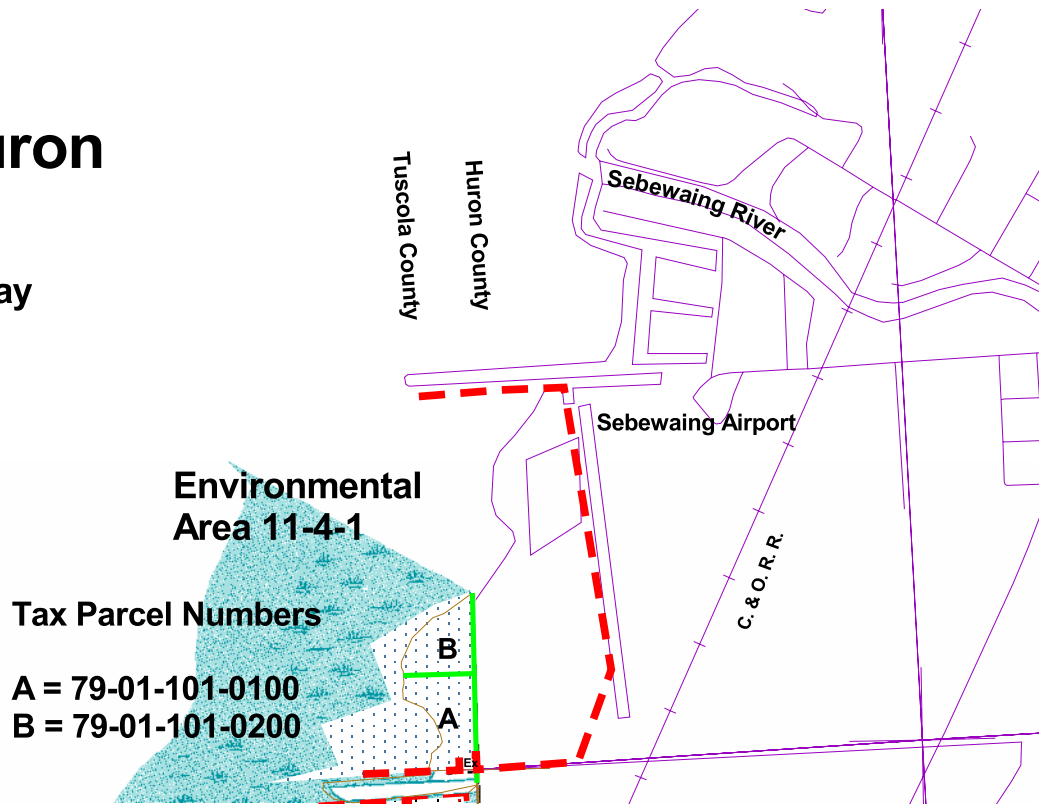 uron
ay
Tuscola County
Huron County
Sebewaing River
Sebewaing Airport
Environmental
Area 11-4-1
C. & O. R. R.
Tax Parcel Numbers
A = 79-01-101-0100
B = 79-01-101-0200
B
A
Ex